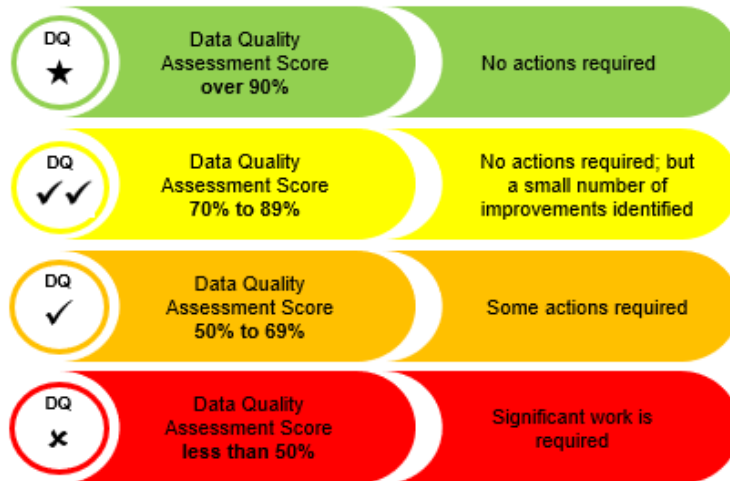 DQ
★
Data Quality
Assessment Score
over 90%
No actions required
DQ
✓✓
Data Quality
Assessment Score
70% to 89%
No actions required; but
a small number of
improvements identified
DQ
✓
Data Quality
Assessment Score
50% to 69%
Some actions required
DQ
✗
Data Quality
Assessment Score
less than 50%
Significant work is
required